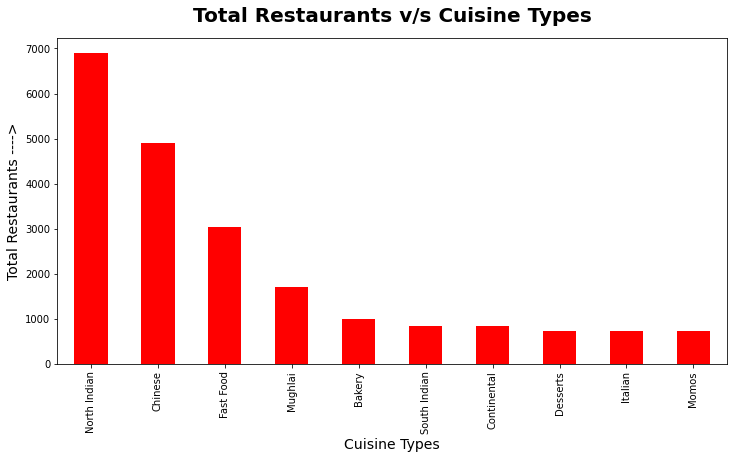 Total Restaurants v/s Cuisine Types
Total Restaurants ---->
7000
6000
5000
4000
3000
2000
1000
0
North Indian
Chinese
Fast Food
Mughlai
Bakery
South Indian
Continental
Desserts
Italian
Momos
Cuisine Types